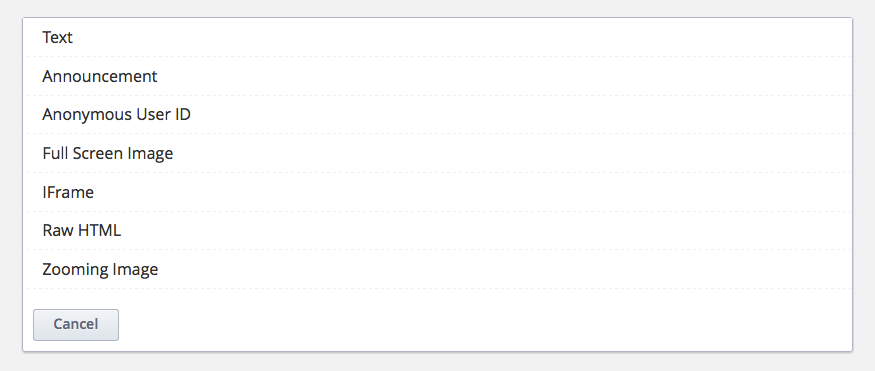 Text
Announcement
Anonymous User ID
Full Screen Image
IFrame
Raw HTML
Zooming Image
Cancel